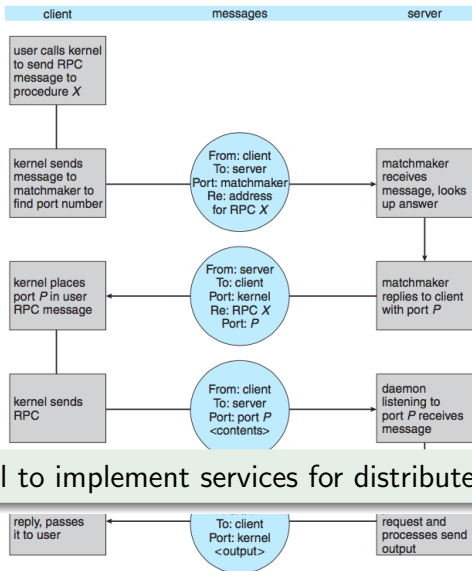 client
messages
server
user calls kernel
to send RPC
message to
procedure X
kernel sends
message to
matchmaker to
find port number
From: client
To: server
Port: matchmaker
Re: address
for RPC X
matchmaker
receives
message, looks
up answer
kernel places
port P in user
RPC message
From: server
To: client
Port: kernel
Re: RPC X
Port: P
matchmaker
replies to client
with port P
kernel sends
RPC
From: client
To: server
Port: port P
<contents>
daemon
listening to
port P receives
message
to implement services for distribute
reply, passes
it to user
To: client
Port: kernel
<output>
request and
processes send
output